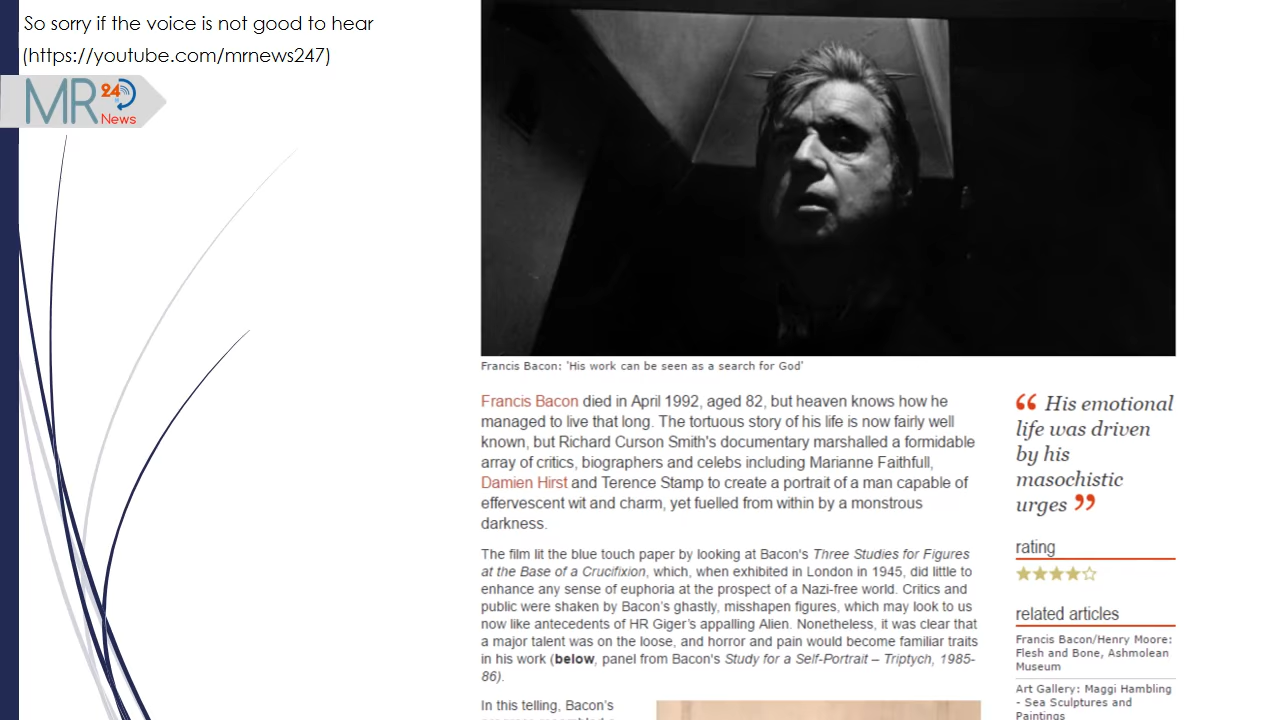 So sorry if the voice is not good to hear
(https://youtube.com/mrnews247)
MR 24
News
Francis Bacon: 'His work can be seen as a search for God'
Francis Bacon died in April 1992, aged 82, but heaven knows how he
managed to live that long. The tortuous story of his life is now fairly well
known, but Richard Curson Smith's documentary marshalled a formidable
array of critics, biographers and celebs including Marianne Faithfull,
Damien Hirst and Terence Stamp to create a portrait of a man capable of
effervescent wit and charm, yet fuelled from within by a monstrous
darkness.
The film lit the blue touch paper by looking at Bacon's Three Studies for Figures
at the Base of a Crucifixion, which, when exhibited in London in 1945, did little to
enhance any sense of euphoria at the prospect of a Nazi-free world. Critics and
public were shaken by Bacon's ghastly, misshapen figures, which may look to us
now like antecedents of HR Giger's appalling Alien. Nonetheless, it was clear that
a major talent was on the loose, and horror and pain would become familiar traits
in his work (below, panel from Bacon's Study for a Self-Portrait – Triptych, 1985-
86).
In this telling, Bacon's
“ His emotional
life was driven
by his
masochistic
urges ”
rating
related articles
Francis Bacon/Henry Moore:
Flesh and Bone, Ashmolean
Museum
Art Gallery: Maggi Hambling
- Sea Sculptures and
Paintings